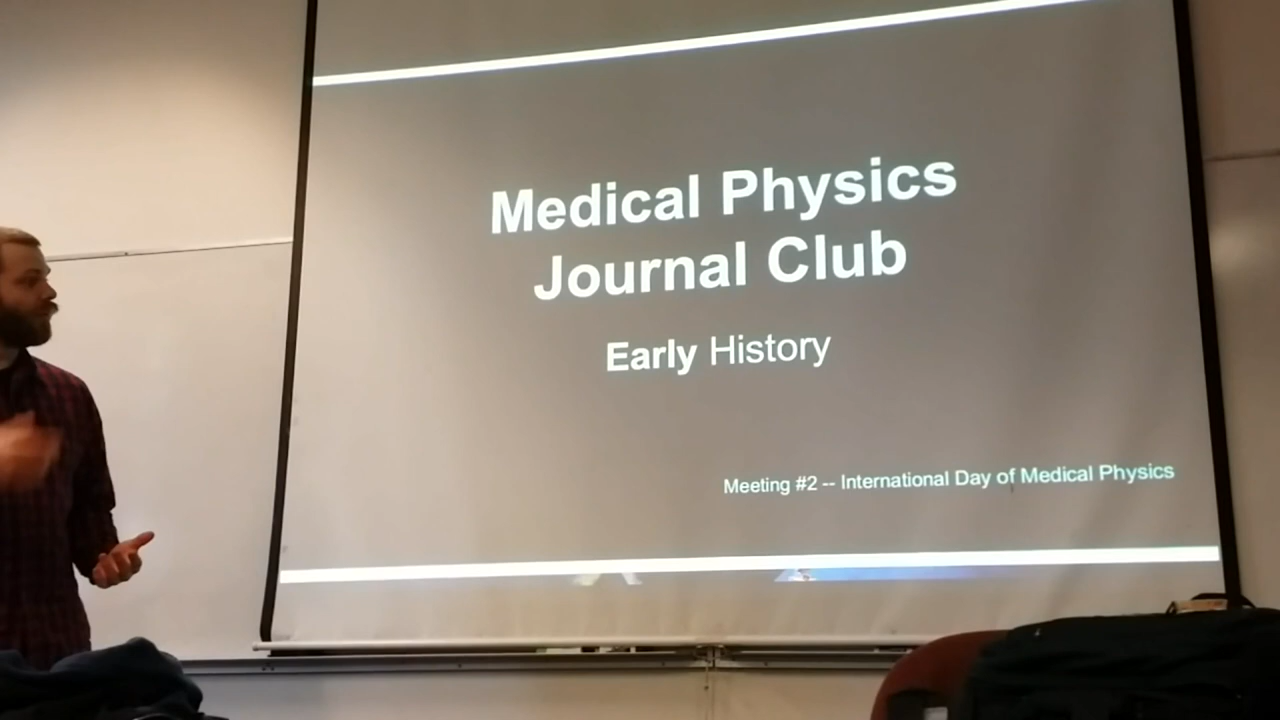 Medical Physics
Journal Club
Early History
Meeting #2 -- International Day of Medical Physics